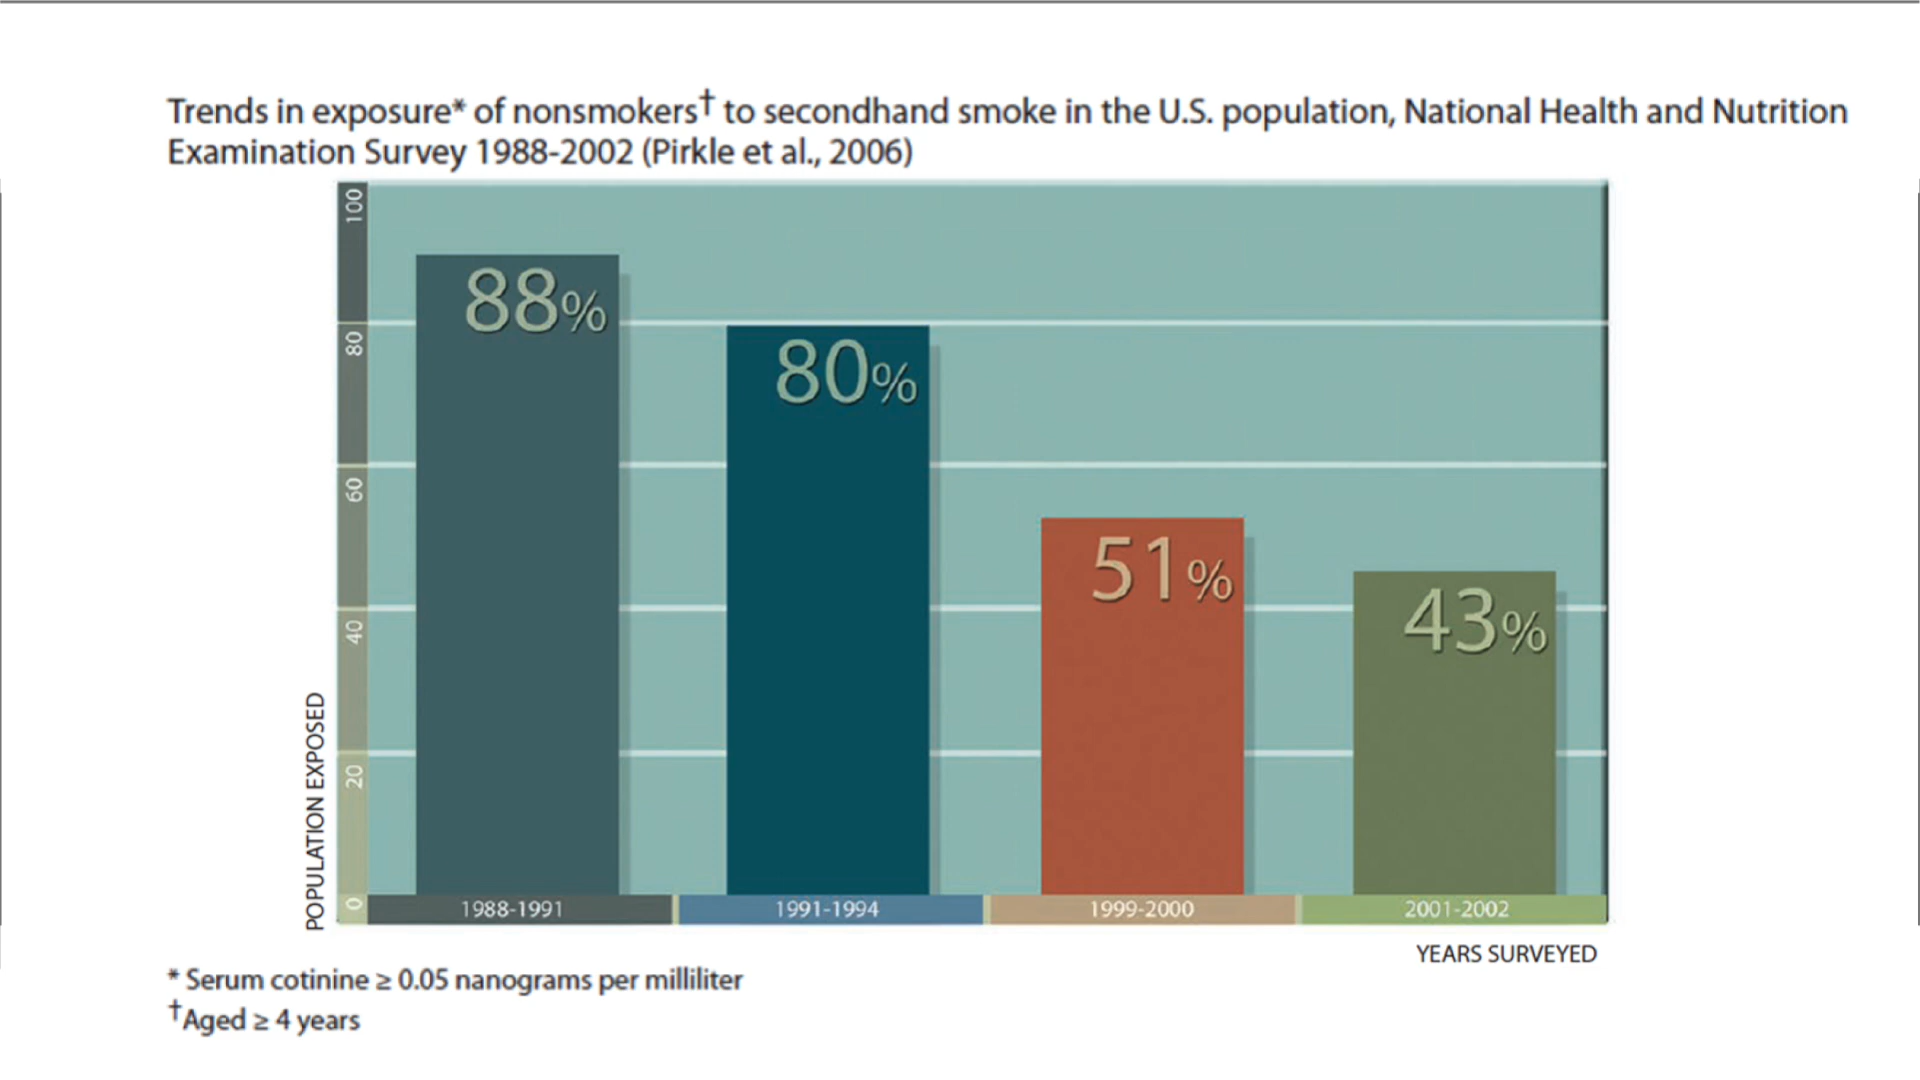 Trends in exposure* of nonsmokers† to secondhand smoke in the U.S. population, National Health and Nutrition
Examination Survey 1988-2002 (Pirkle et al., 2006)
100
80
60
40
20
0
POPULATION EXPOSED
88%
80%
51%
43%
1988-1991
1991-1994
1999-2000
2001-2002
YEARS SURVEYED
* Serum cotinine ≥ 0.05 nanograms per milliliter
†Aged ≥ 4 years